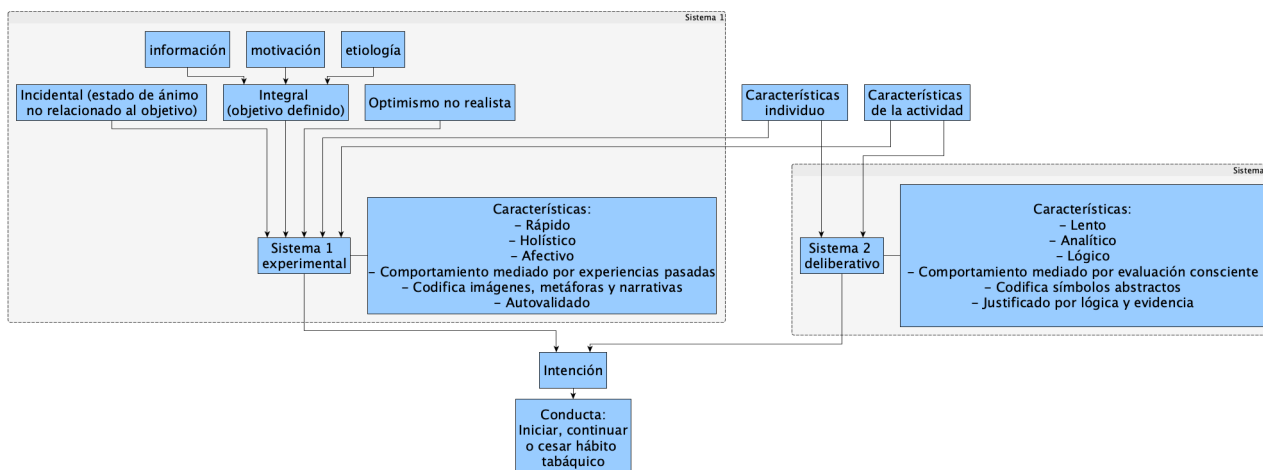 Sistema 1
información
motivación
etiología
Incidental (estado de ánimo
no relacionado al objetivo)
Integral
(objetivo definido)
Optimismo no realista
Características
individuo
Características
de la actividad
Sistema
Características:
– Rápido
– Holístico
– Afectivo
– Comportamiento mediado por experiencias pasadas
– Codifica imágenes, metáforas y narrativas
– Autovalidado
Sistema 1
experimental
Características:
– Lento
– Analítico
– Lógico
– Comportamiento mediado por evaluación consciente
– Codifica símbolos abstractos
– Justificado por lógica y evidencia
Sistema 2
deliberativo
Intención
Conducta:
Iniciar, continuar
o cesar hábito
tabáquico